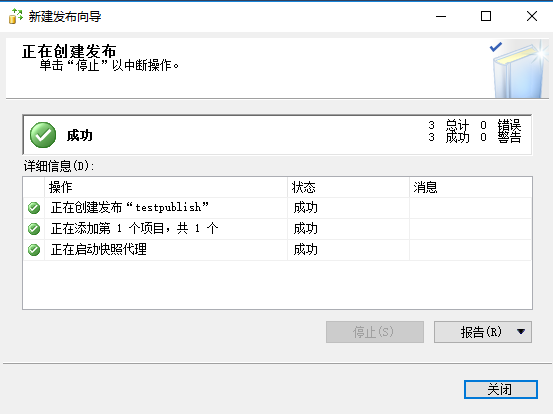 新建发布向导
正在创建发布
单击“停止”以中断操作。
成功
3 总计 0 错误
3 成功 0 警告
详细信息(D):
操作 状态 消息
正在创建发布“testpublish” 成功
正在添加第 1 个项目，共 1 个 成功
正在启动快照代理 成功
停止(S) 报告(R)
关闭